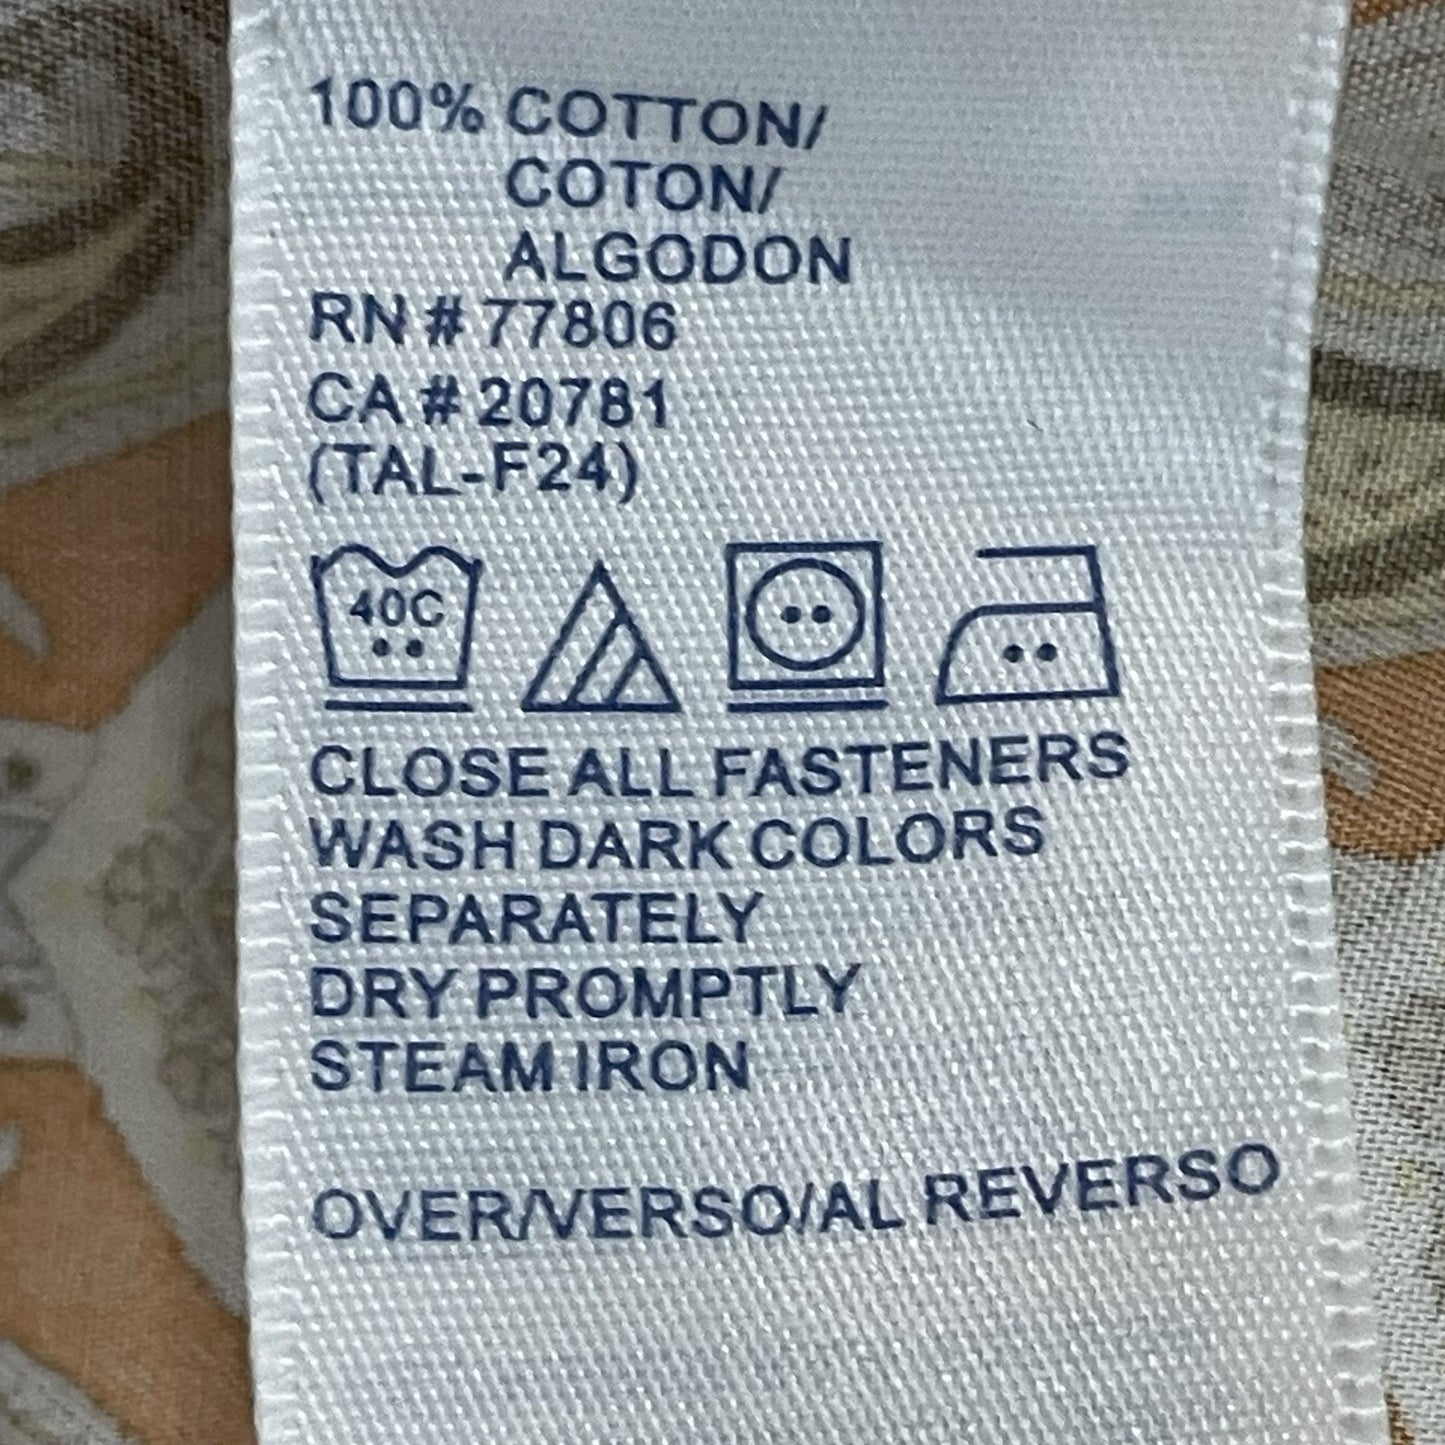 100% COTTON/
COTON/
ALGODON
RN # 77806
CA # 20781
(TAL-F24)
40C
CLOSE ALL FASTENERS
WASH DARK COLORS
SEPARATELY
DRY PROMPTLY
STEAM IRON
OVER/VERSO/AL REVERSO